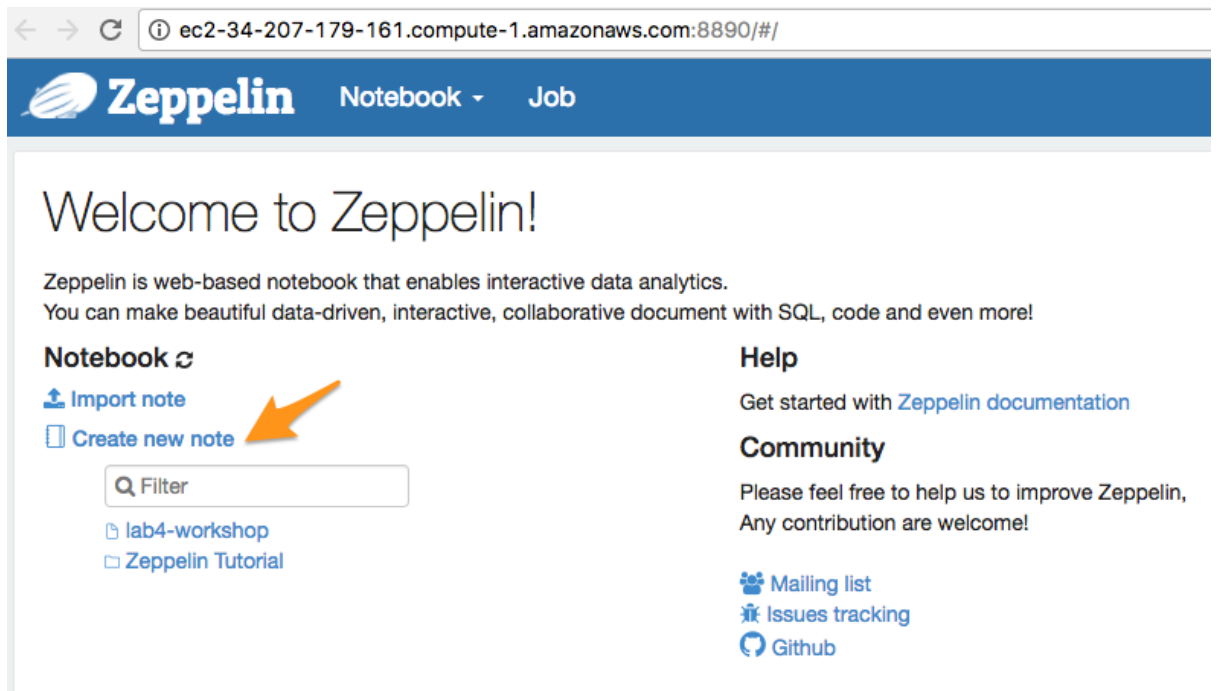 ec2-34-207-179-161.compute-1.amazonaws.com:8890/#/
Zeppelin Notebook Job
Welcome to Zeppelin!
Zeppelin is web-based notebook that enables interactive data analytics.
You can make beautiful data-driven, interactive, collaborative document with SQL, code and even more!
Notebook
Import note
Create new note
Filter
lab4-workshop
Zeppelin Tutorial
Help
Get started with Zeppelin documentation
Community
Please feel free to help us to improve Zeppelin,
Any contribution are welcome!
Mailing list
Issues tracking
Github